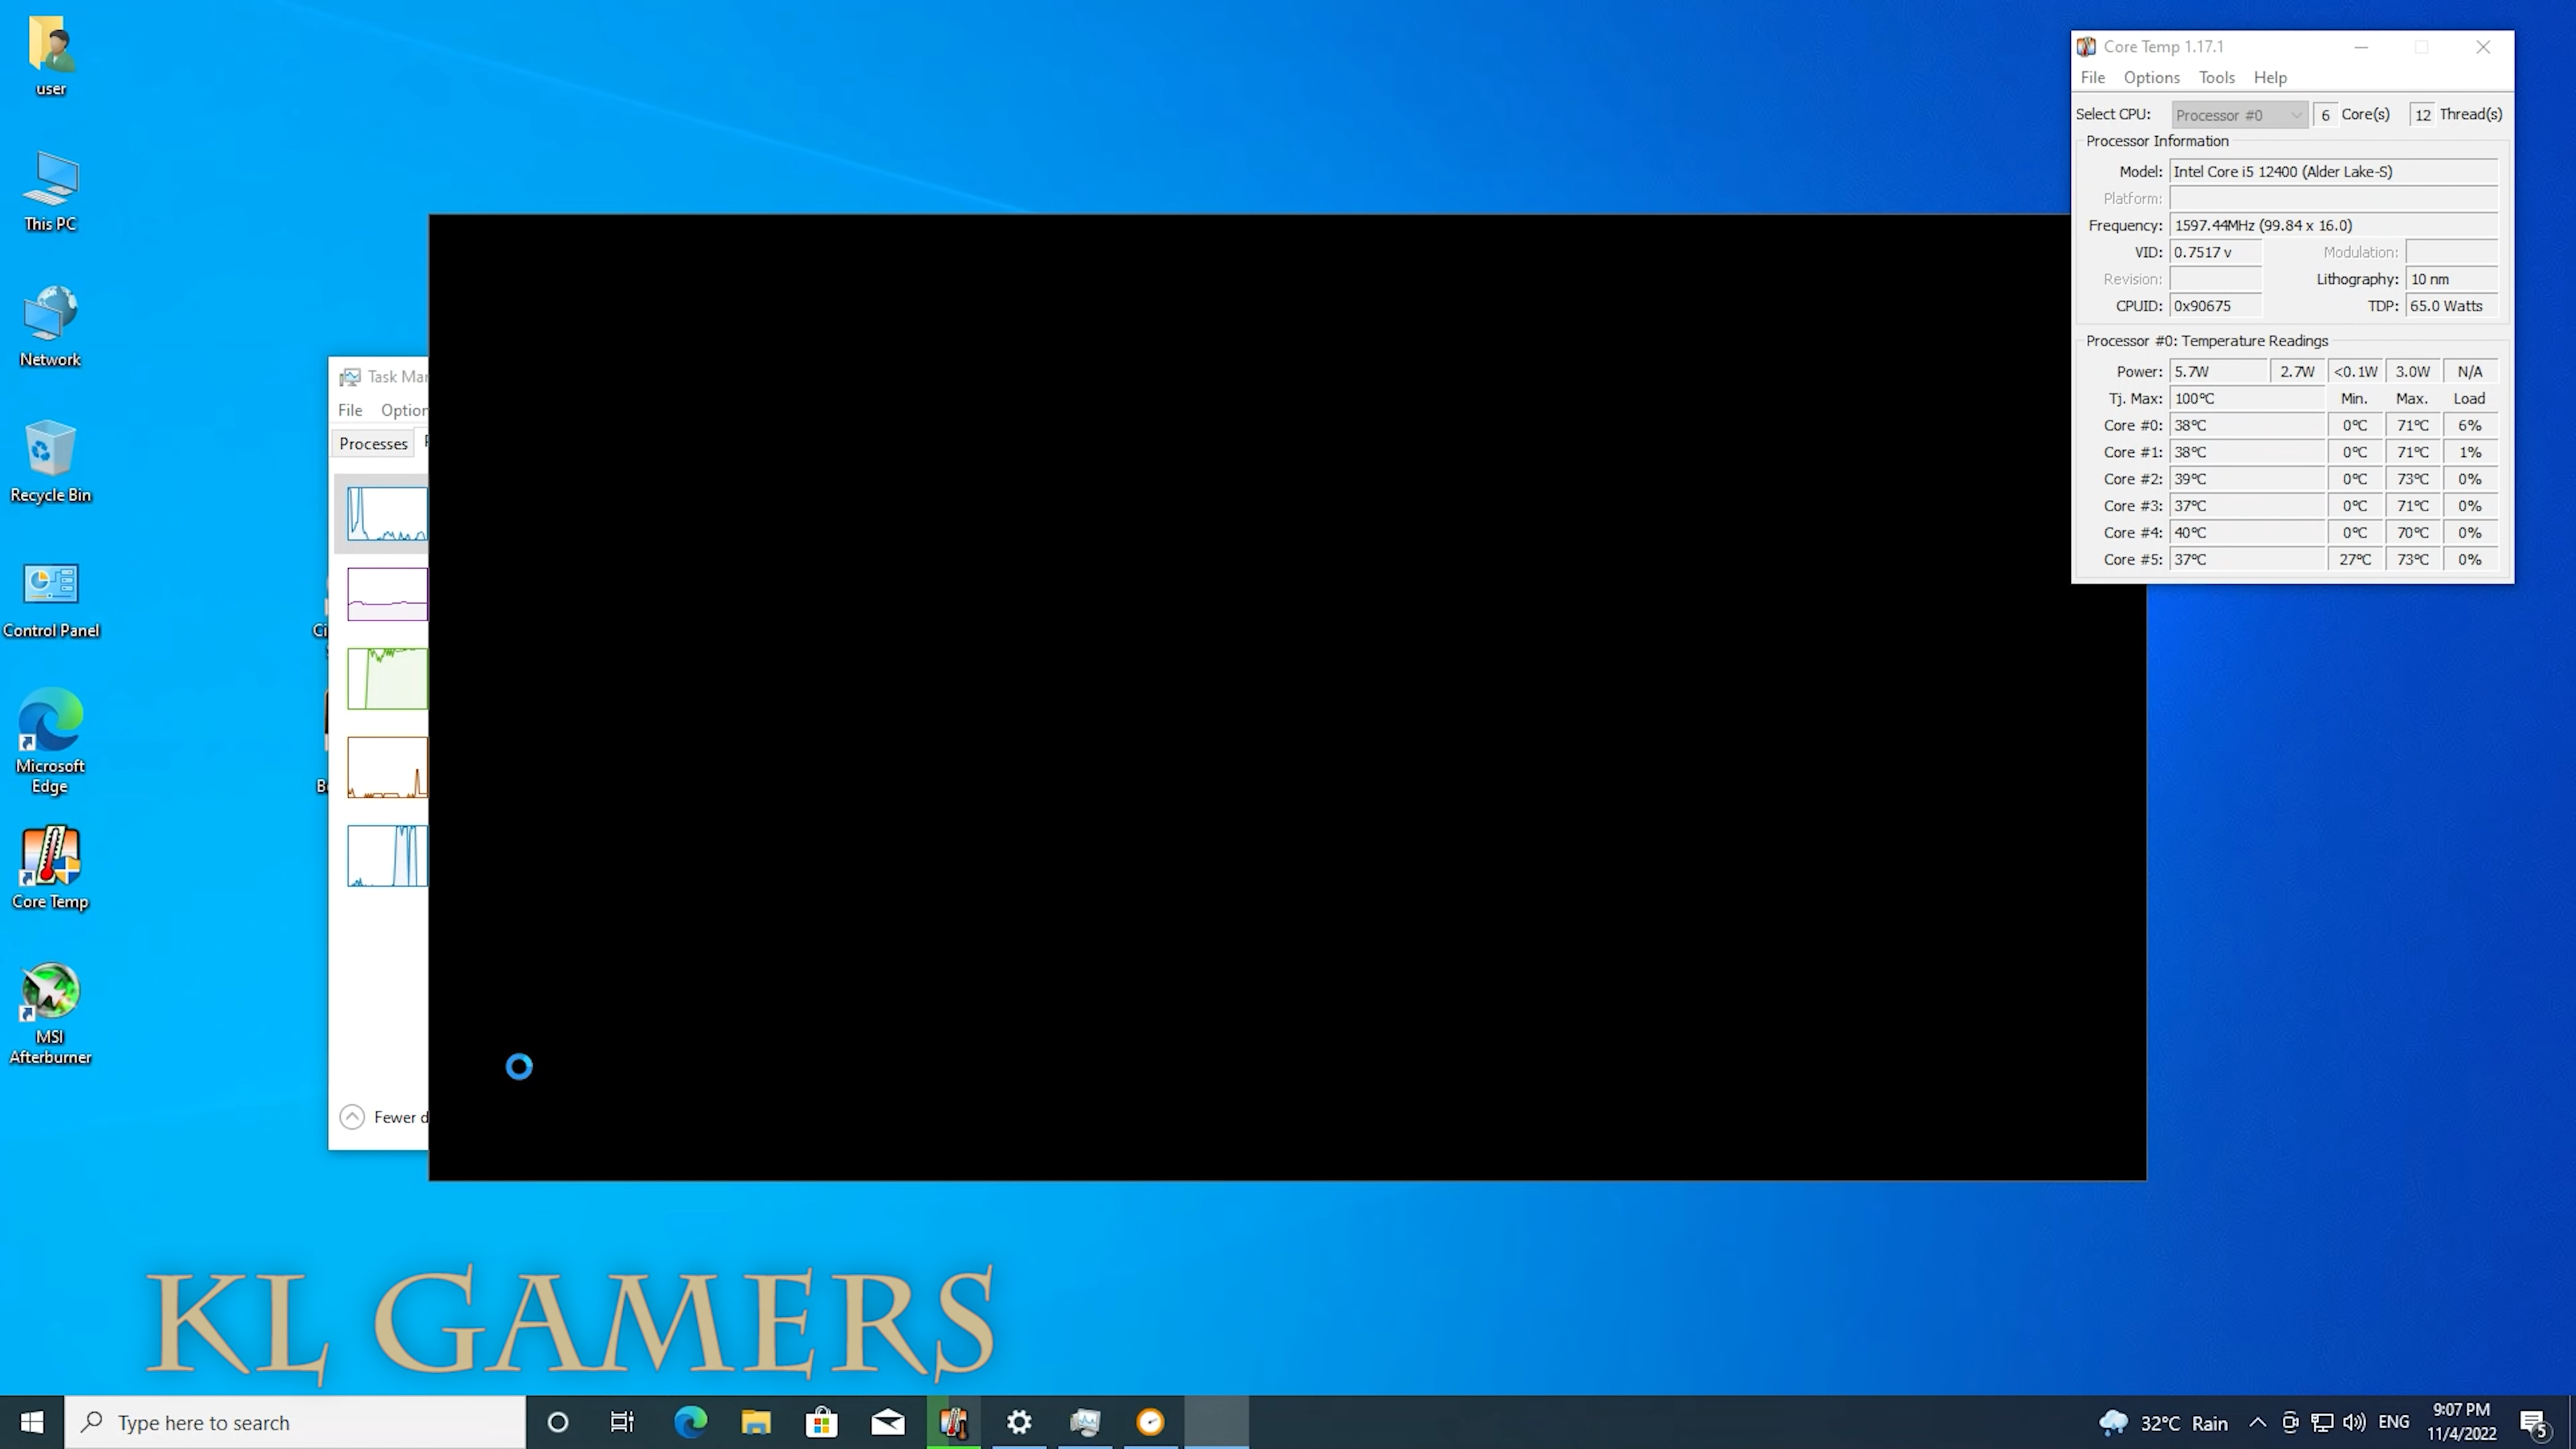 user
This PC
Network
Recycle Bin
Control Panel
Microsoft
Edge
Core Temp
MSI
Afterburner
Task Mar
File Option
Processes
Fewer d
Core Temp 1.17.1
File Options Tools Help
Select CPU: Processor #0 6 Core(s) 12 Thread(s)
Processor Information
Model: Intel Core i5 12400 (Alder Lake-S)
Platform:
Frequency: 1597.44MHz (99.84 x 16.0)
VID: 0.7517 v Modulation:
Revision: Lithography: 10 nm
CPUID: 0x90675 TDP: 65.0 Watts
Processor #0: Temperature Readings
Power: 5.7W 2.7W <0.1W 3.0W N/A
Tj. Max: 100°C Min. Max. Load
Core #0: 38°C 0°C 71°C 6%
Core #1: 38°C 0°C 71°C 1%
Core #2: 39°C 0°C 73°C 0%
Core #3: 37°C 0°C 71°C 0%
Core #4: 40°C 0°C 70°C 0%
Core #5: 37°C 27°C 73°C 0%
KL GAMERS
Type here to search
32°C Rain ENG
9:07 PM
11/4/2022
5